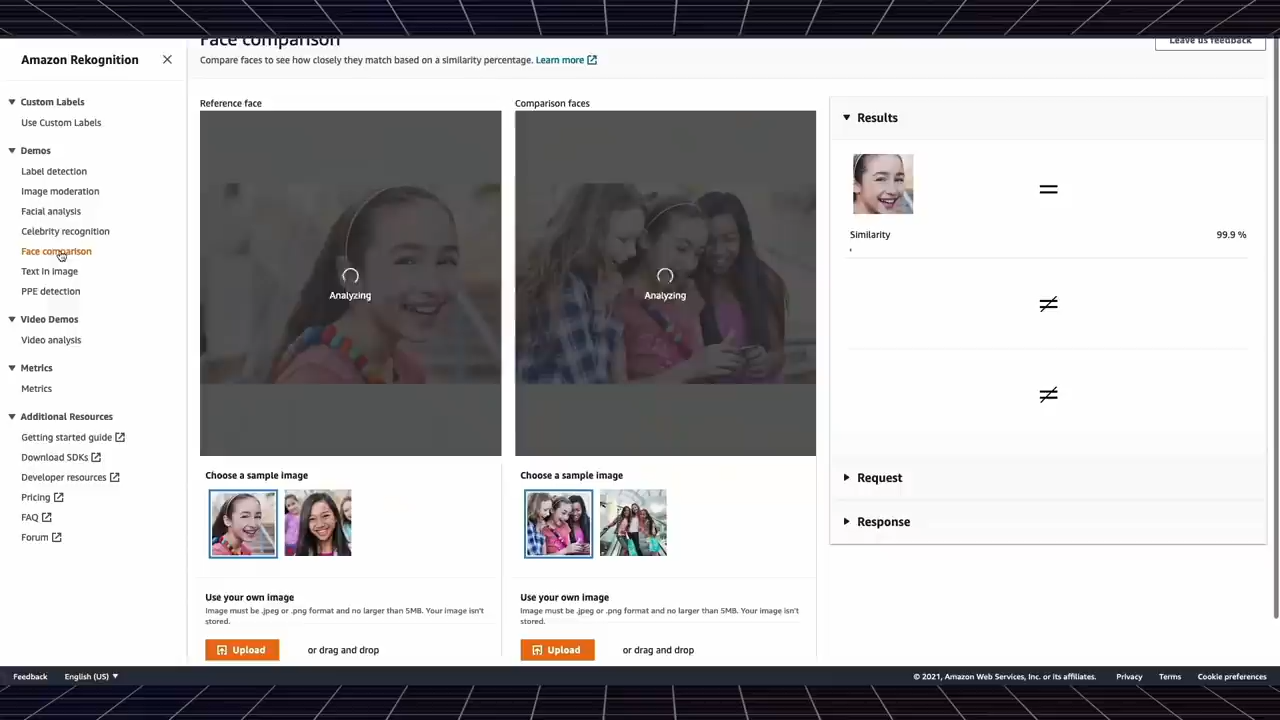 Face comparison
Leave us feedback
Compare faces to see how closely they match based on a similarity percentage. Learn more
Amazon Rekognition
Custom Labels
Use Custom Labels
Demos
Label detection
Image moderation
Facial analysis
Celebrity recognition
Face comparison
Text in image
PPE detection
Video Demos
Video analysis
Metrics
Metrics
Additional Resources
Getting started guide
Download SDKs
Developer resources
Pricing
FAQ
Forum
Reference face
Analyzing
Choose a sample image
Use your own image
Image must be .jpeg or .png format and no larger than 5MB. Your image isn't
stored.
Upload or drag and drop
Comparison faces
Analyzing
Choose a sample image
Use your own image
Image must be .jpeg or .png format and no larger than 5MB. Your image isn't
stored.
Upload or drag and drop
Results
=
Similarity 99.9 %
≠
≠
Request
Response
Feedback English (US) © 2021, Amazon Web Services, Inc. or its affiliates. Privacy Terms Cookie preferences